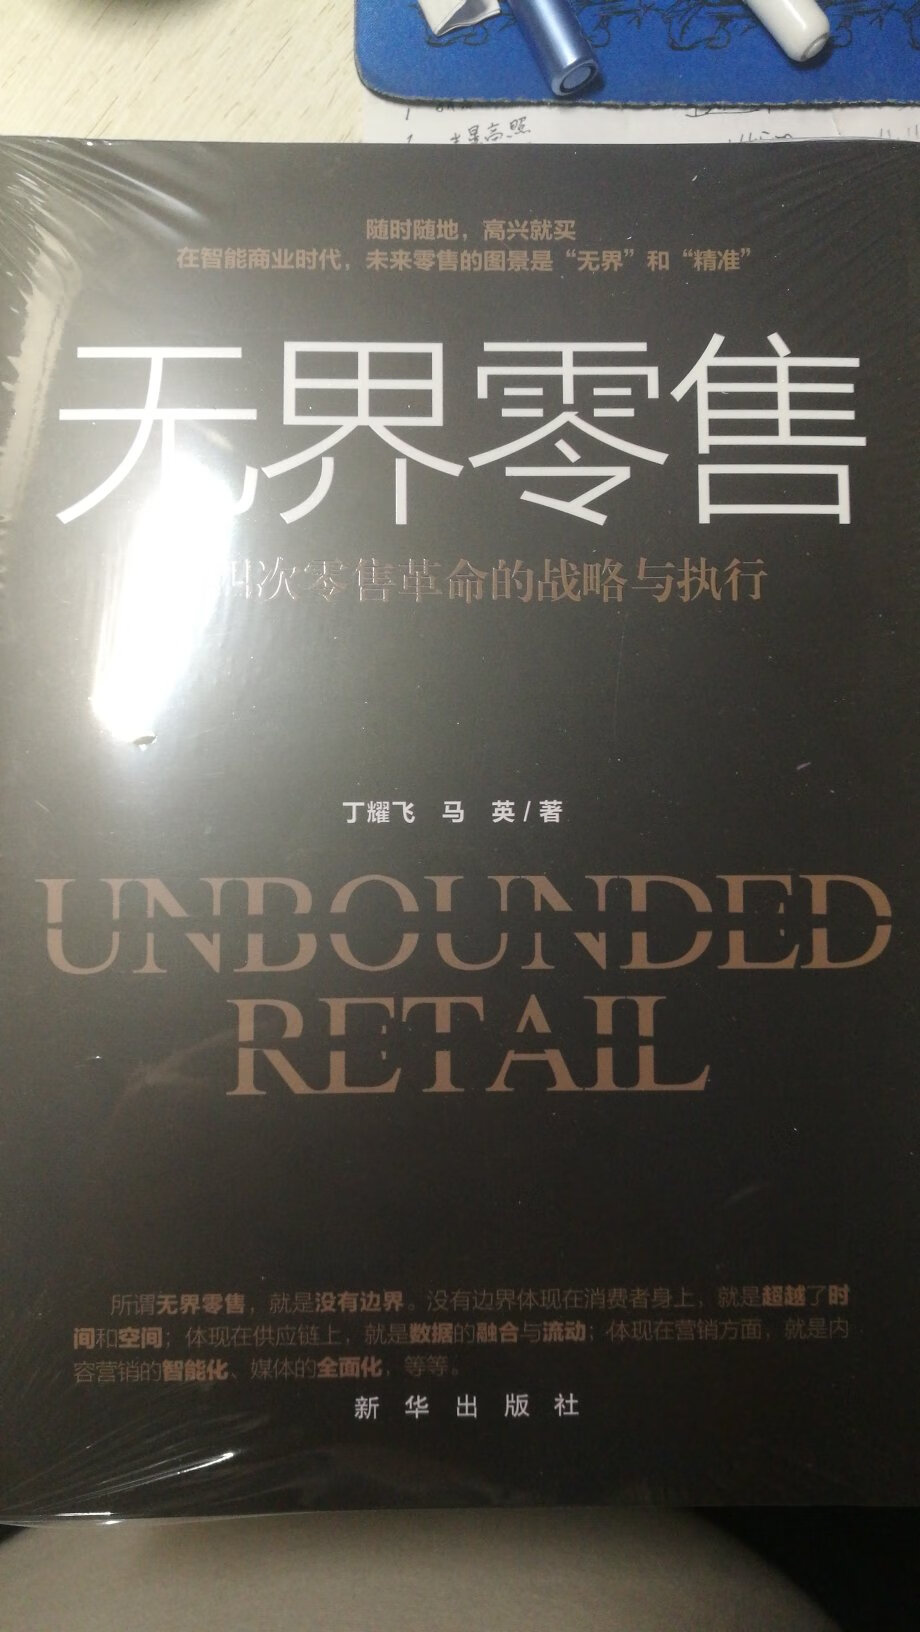 高照
随时随地，高兴就买
在智能商业时代，未来零售的图景是“无界”和“精准”
无界零售
四次零售革命的战略与执行
丁耀飞 马 英/著
UNBOUNDED
RETAIL
所谓无界零售，就是没有边界。没有边界体现在消费者身上，就是超越了时
间和空间；体现在供应链上，就是数据的融合与流动；体现在营销方面，就是内
容营销的智能化、媒体的全面化，等等。
新华出版社